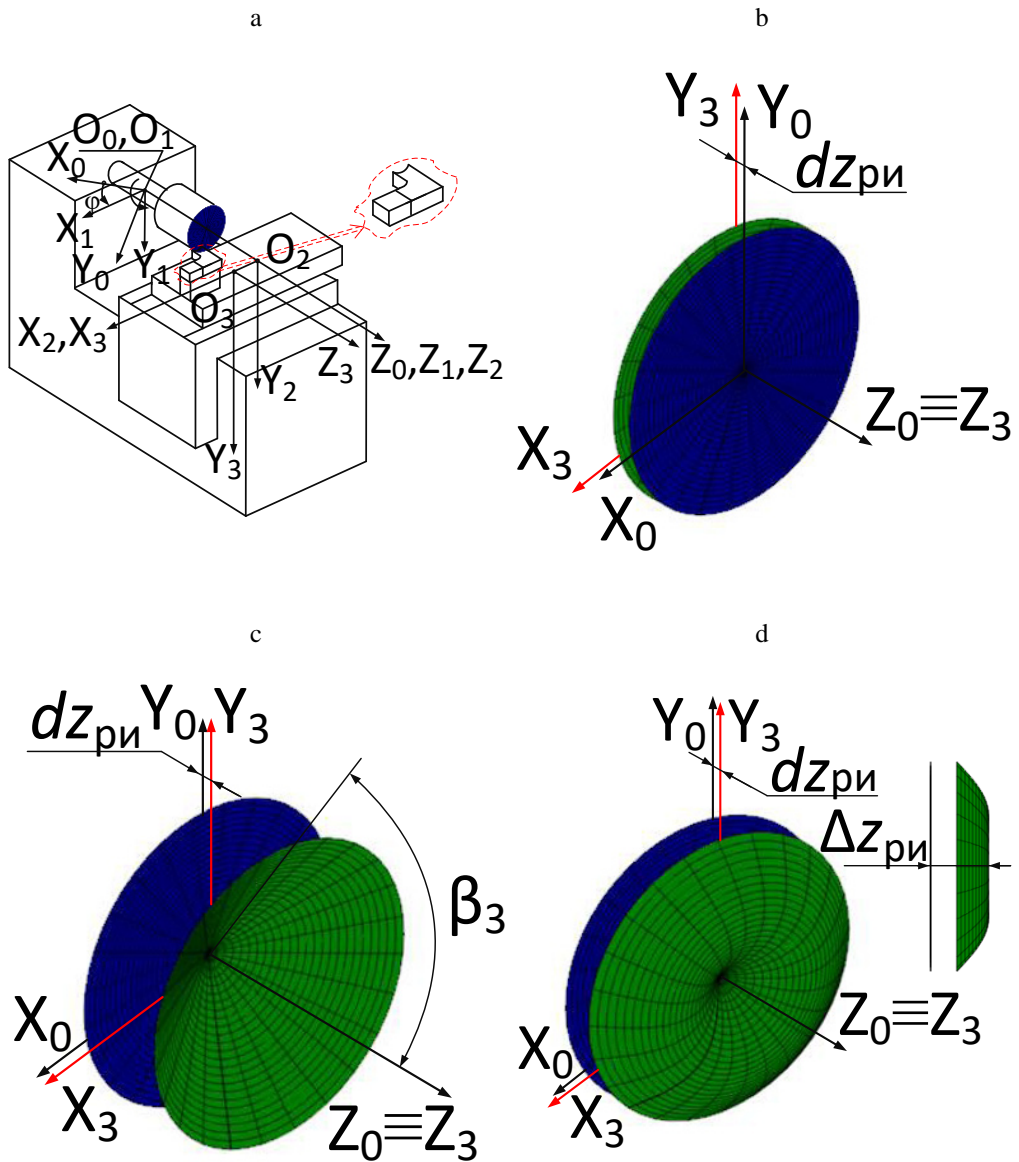 a
b
O₀,O₁
X₀
φ
X₁
Y₀
Y₁
O₂
O₃
X₂,X₃
Z₃
Z₀,Z₁,Z₂
Y₂
Y₃
Y₃
Y₀
dzри
Z₀≡Z₃
X₃
X₀
c
d
dzри
Y₀
Y₃
β₃
X₀
X₃
Z₀≡Z₃
Y₀
Y₃
dzри
Δzри
Z₀≡Z₃
X₀
X₃